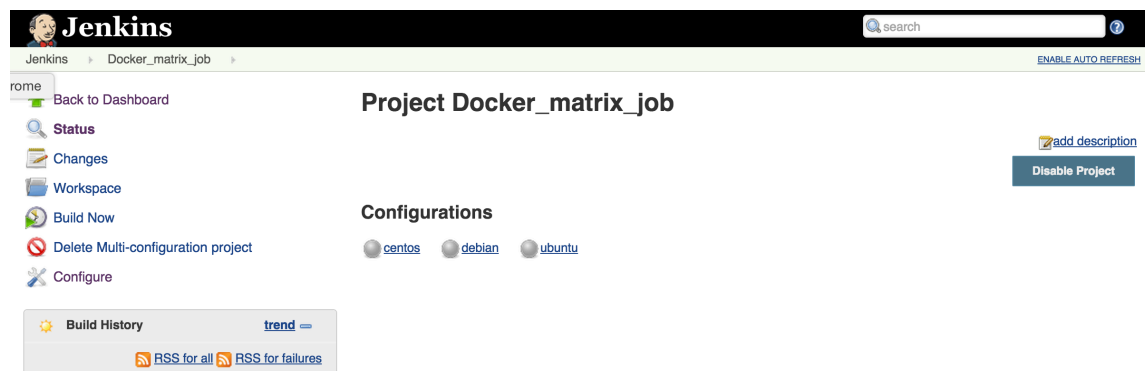 Jenkins
search
Jenkins Docker_matrix_job
ENABLE AUTO REFRESH
rome
Back to Dashboard
Status
Changes
Workspace
Build Now
Delete Multi-configuration project
Configure
Build History trend
RSS for all RSS for failures
Project Docker_matrix_job
add description
Disable Project
Configurations
centos debian ubuntu